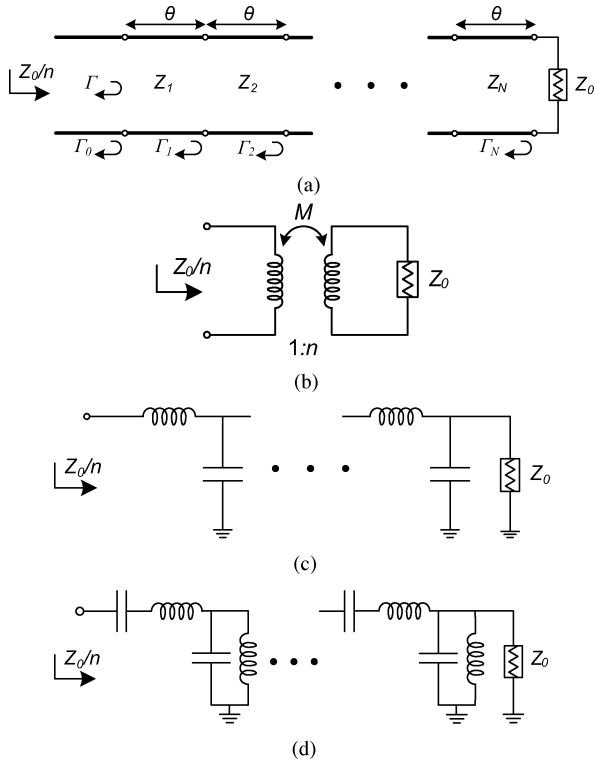 θ θ θ
Z0/n Γ Z1 Z2 • • • ZN Z0
Γ0 Γ1 Γ2 ΓN
(a)
M
Z0/n Z0
1:n
(b)
Z0/n • • • Z0
(c)
Z0/n • • • Z0
(d)